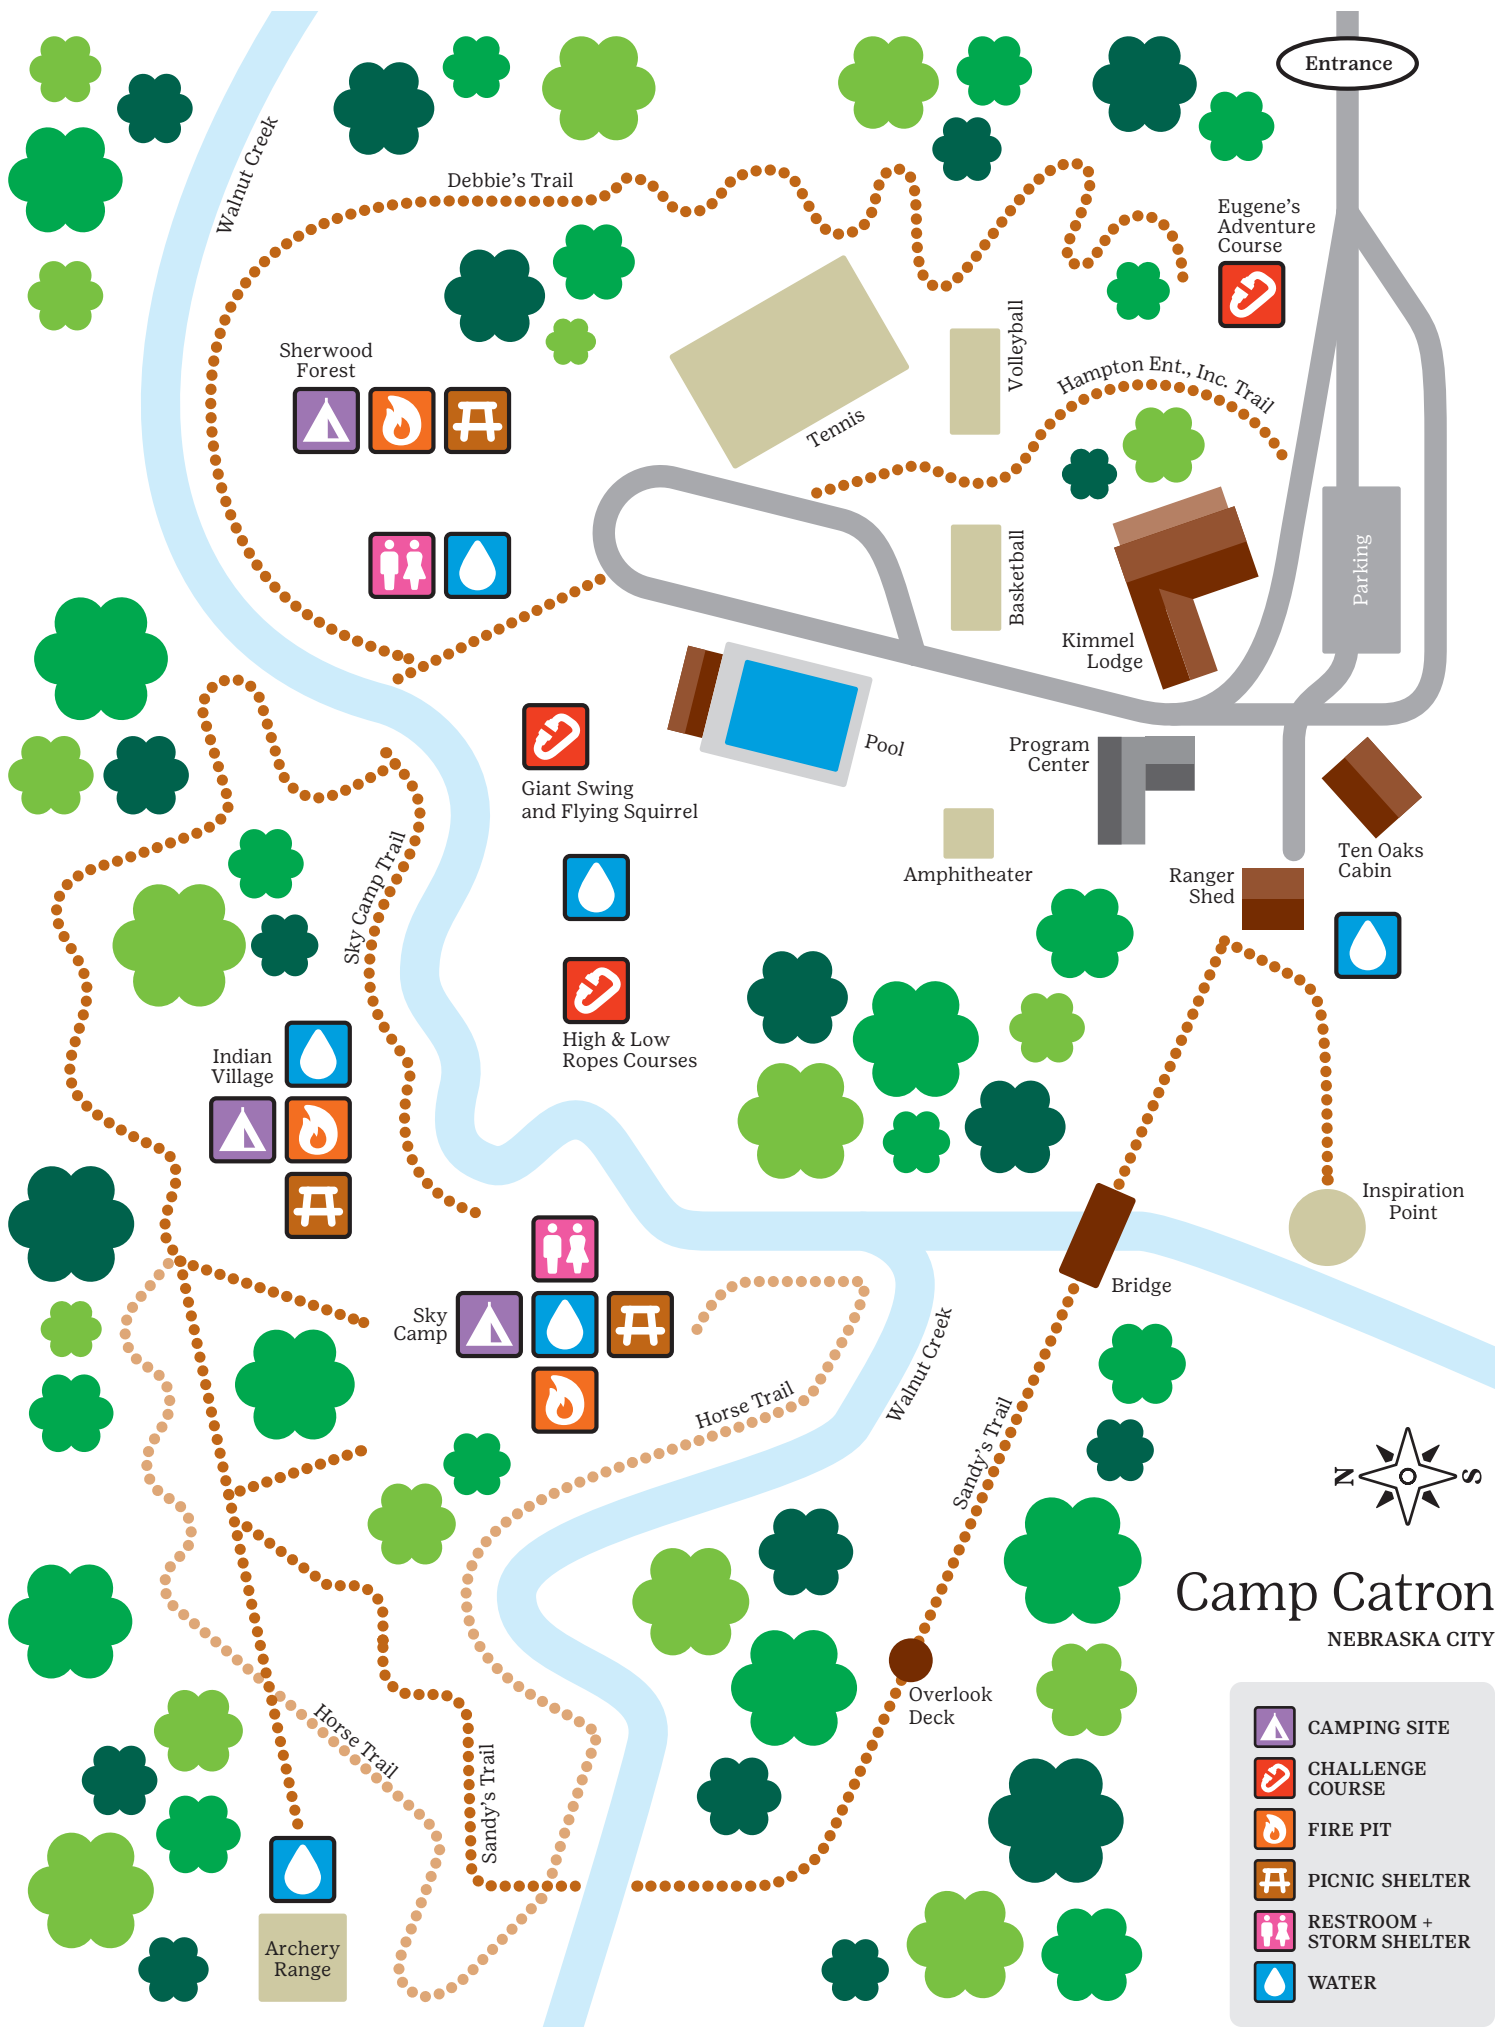 Entrance
Walnut Creek
Debbie's Trail
Eugene's
Adventure
Course
Sherwood
Forest
Volleyball
Hampton Ent., Inc. Trail
Tennis
Basketball
Parking
Kimmel
Lodge
Pool
Program
Center
Giant Swing
and Flying Squirrel
Sky Camp Trail
Amphitheater
Ten Oaks
Cabin
Ranger
Shed
High & Low
Ropes Courses
Indian
Village
Inspiration
Point
Bridge
Sky
Camp
Horse Trail
Walnut Creek
Sandy's Trail
N
S
Camp Catron
NEBRASKA CITY
Overlook
Deck
Horse Trail
Sandy's Trail
Archery
Range
CAMPING SITE
CHALLENGE
COURSE
FIRE PIT
PICNIC SHELTER
RESTROOM +
STORM SHELTER
WATER